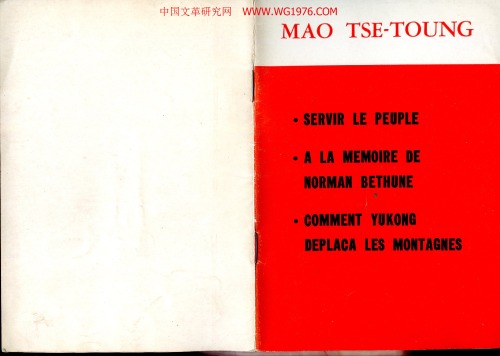 中国文革研究网 WWW.WG1976.COM
MAO TSE-TOUNG
• SERVIR LE PEUPLE
• A LA MEMOIRE DE
NORMAN BETHUNE
• COMMENT YUKONG
DEPLACA LES MONTAGNES